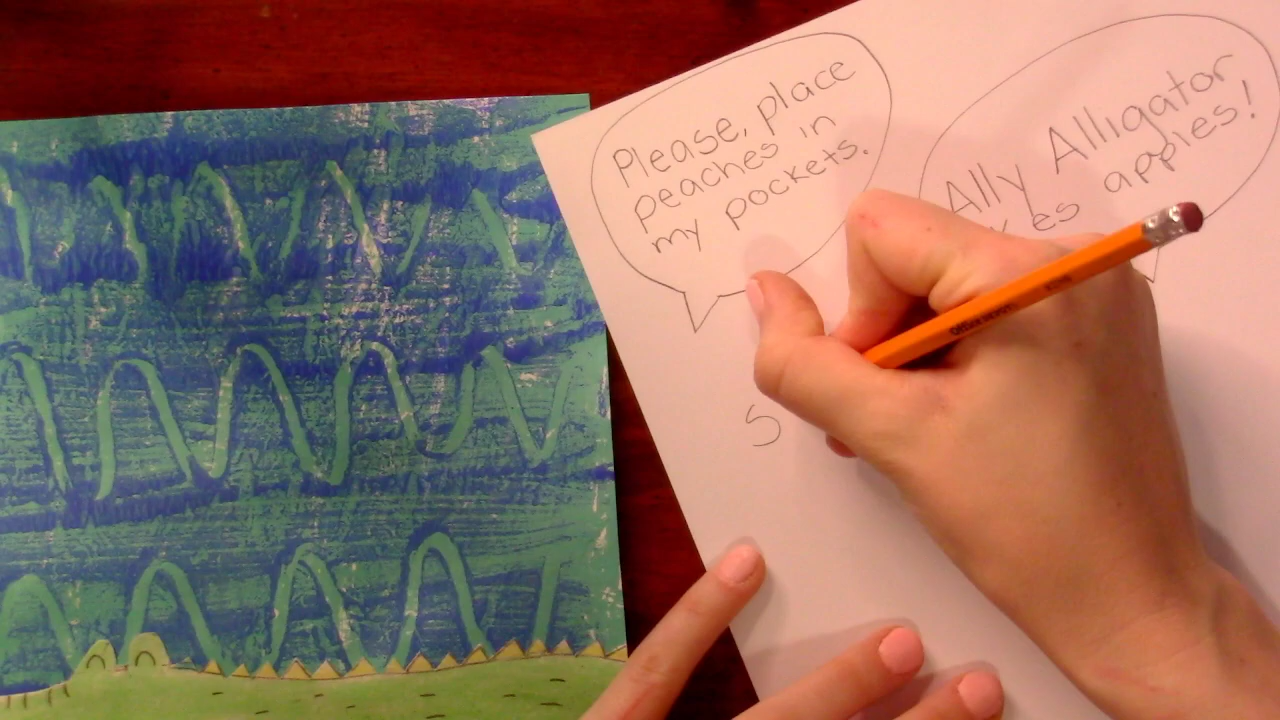 Please, place
peaches in
my pockets.
Ally Alligator
apples!
S